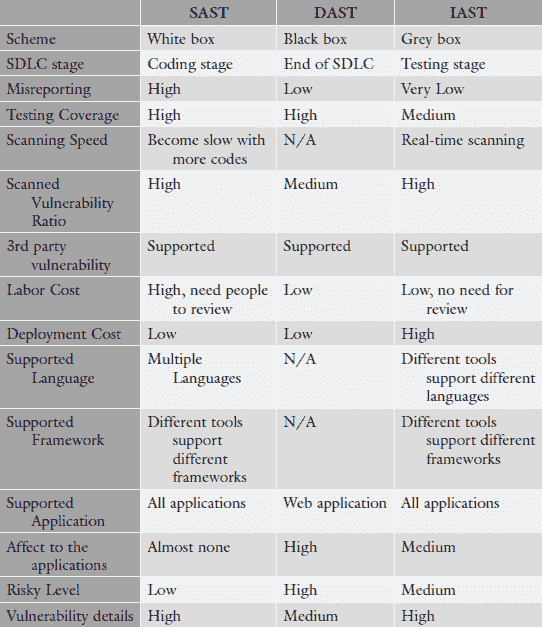 SAST DAST IAST
Scheme White box Black box Grey box
SDLC stage Coding stage End of SDLC Testing stage
Misreporting High Low Very Low
Testing Coverage High High Medium
Scanning Speed Become slow with N/A Real-time scanning
more codes
Scanned High Medium High
Vulnerability
Ratio
3rd party Supported Supported Supported
vulnerability
Labor Cost High, need people Low Low, no need for
to review review
Deployment Cost Low Low High
Supported Multiple N/A Different tools
Language Languages support different
languages
Supported Different tools N/A Different tools
Framework support support different
different frameworks
frameworks
Supported All applications Web application All applications
Application
Affect to the Almost none High Medium
applications
Risky Level Low High Medium
Vulnerability details High Medium High